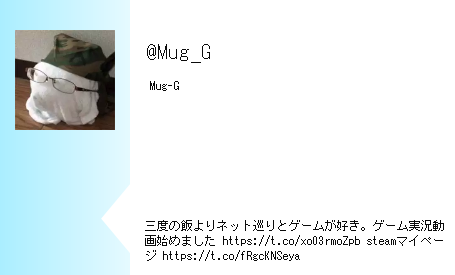 @Mug_G
Mug-G
三度の飯よりネット巡りとゲームが好き。ゲーム実況動
画始めました https://t.co/xo03rmoZpb steamマイペー
ジ https://t.co/fRgcKNSeya